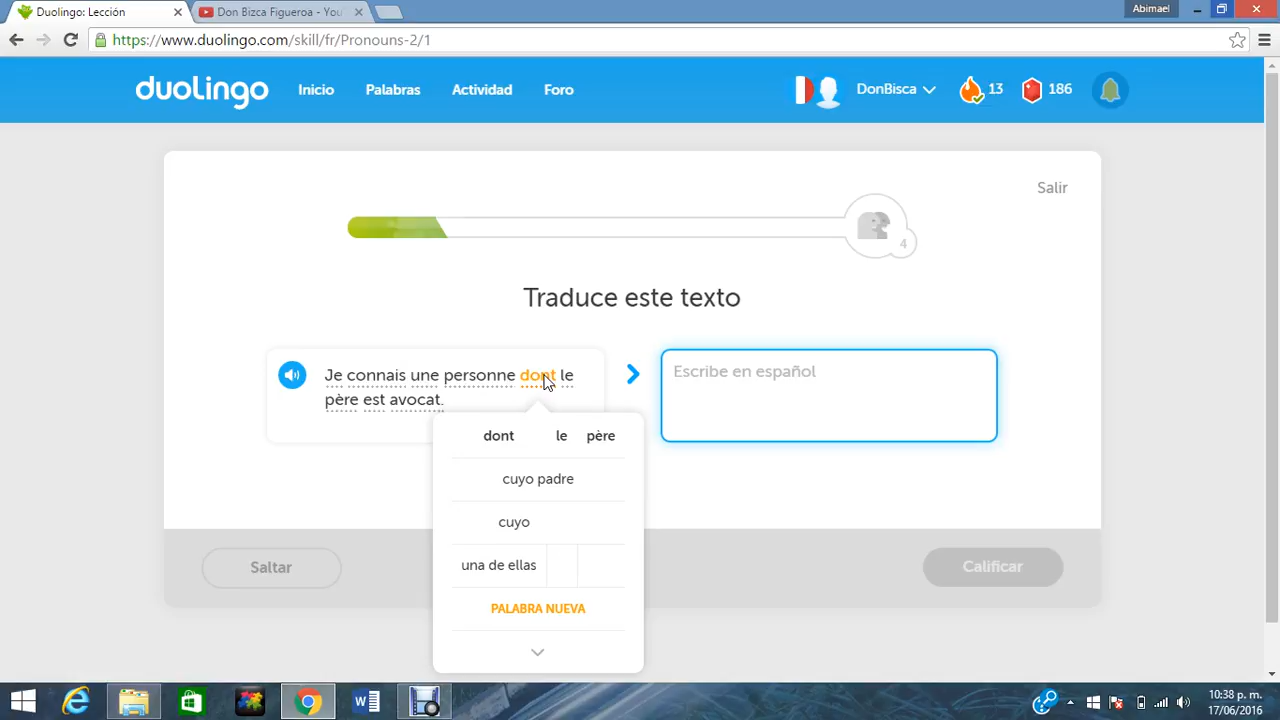 Duolingo: Lección
Don Bizca Figueroa - You
Abimael
https://www.duolingo.com/skill/fr/Pronouns-2/1
duolingo
Inicio
Palabras
Actividad
Foro
DonBisca
13
186
Salir
4
Traduce este texto
Je connais une personne dont le
père est avocat.
Escribe en español
dont le père
cuyo padre
cuyo
una de ellas
PALABRA NUEVA
Saltar
Calificar
10:38 p. m.
17/06/2016